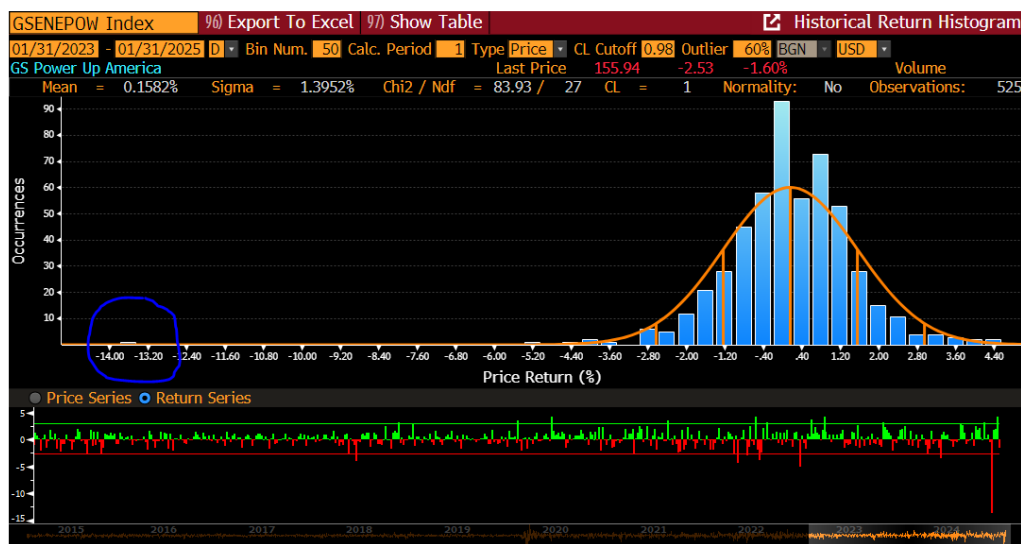 GSENEPOW Index 96) Export To Excel 97) Show Table Historical Return Histogram
01/31/2023 - 01/31/2025 D Bin Num. 50 Calc. Period 1 Type Price CL Cutoff 0.98 Outlier 60% BGN USD
GS Power Up America Last Price 155.94 -2.53 -1.60% Volume
Mean = 0.1582% Sigma = 1.3952% Chi2 / Ndf = 83.93 / 27 CL = 1 Normality: No Observations: 525
90
80
70
60
50
40
30
20
10
Occurrences
-14.00 -13.20 -12.40 -11.60 -10.80 -10.00 -9.20 -8.40 -7.60 -6.80 -6.00 -5.20 -4.40 -3.60 -2.80 -2.00 -1.20 -.40 .40 1.20 2.00 2.80 3.60 4.40
Price Return (%)
Price Series Return Series
5
0
-5
-10
-15
2015 2016 2017 2018 2019 2020 2021 2022 2023 2024